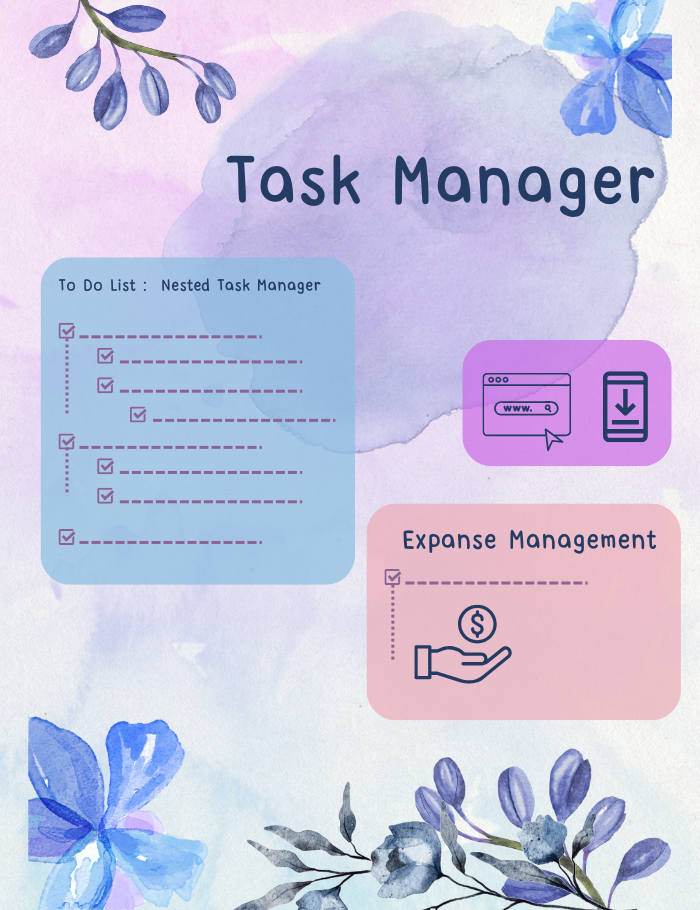 Task Manager
To Do List :  Nested Task Manager
www.
$
Expanse Management